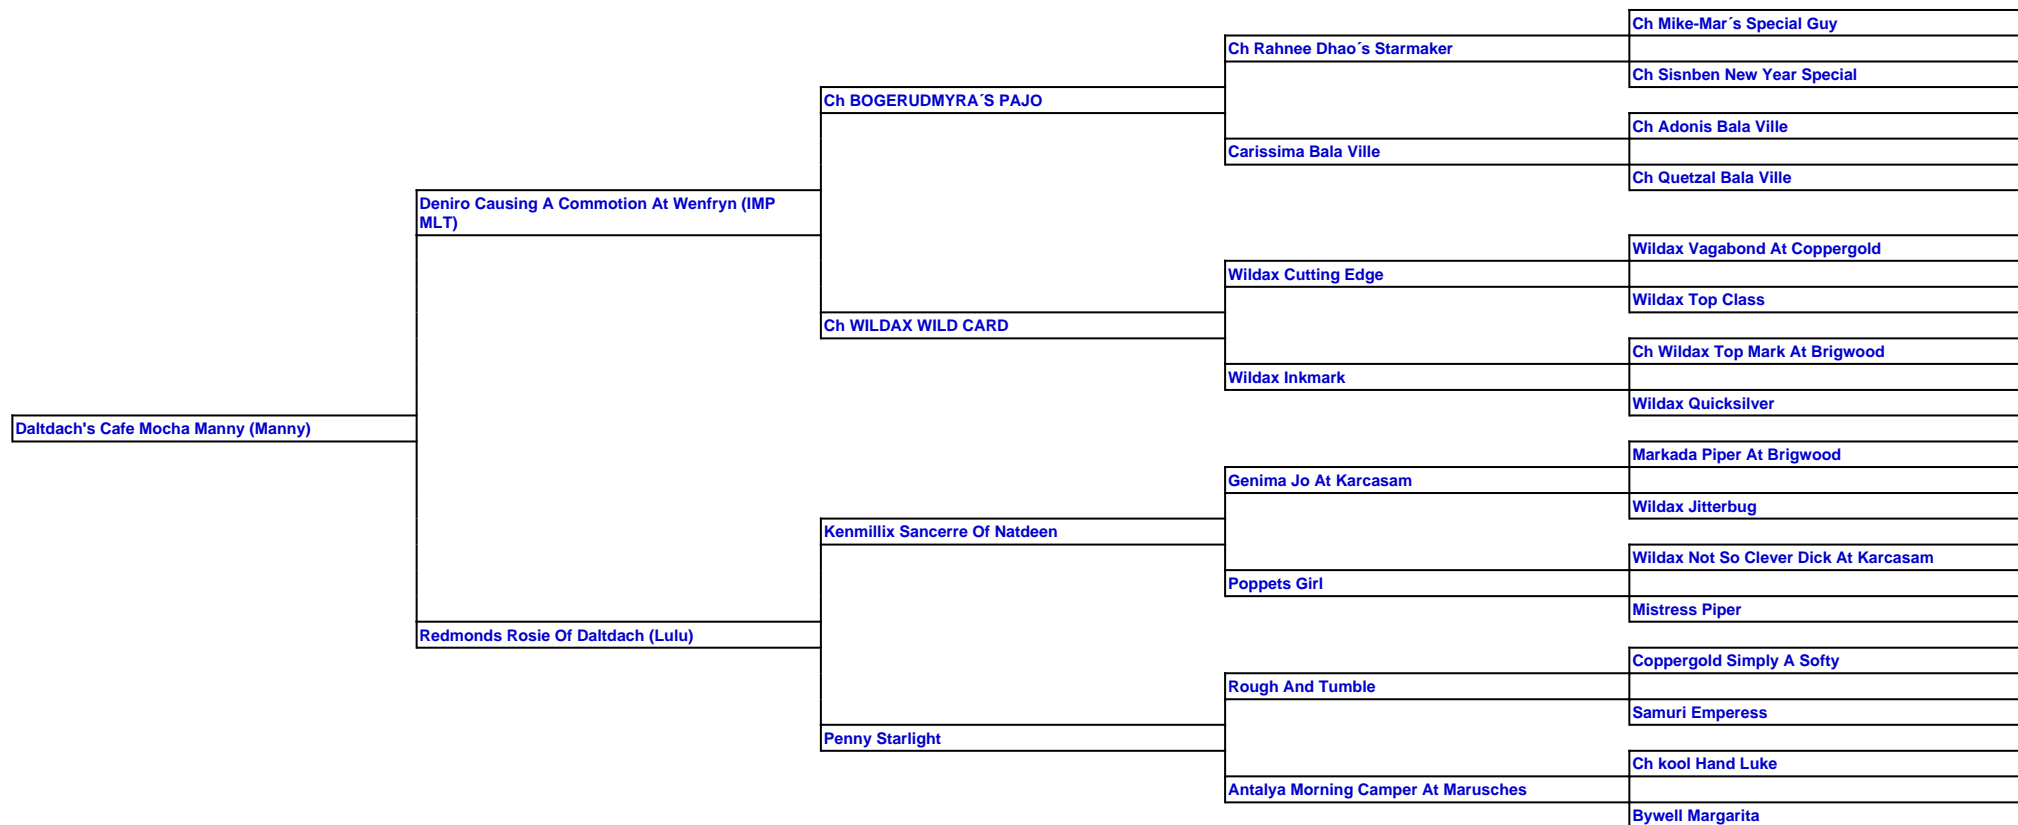 Ch Mike-Mar´s Special Guy
Ch Rahnee Dhao´s Starmaker
Ch Sisnben New Year Special
Ch BOGERUDMYRA´S PAJO
Ch Adonis Bala Ville
Carissima Bala Ville
Ch Quetzal Bala Ville
Deniro Causing A Commotion At Wenfryn (IMP
MLT)
Wildax Vagabond At Coppergold
Wildax Cutting Edge
Wildax Top Class
Ch WILDAX WILD CARD
Ch Wildax Top Mark At Brigwood
Wildax Inkmark
Wildax Quicksilver
Daltdach's Cafe Mocha Manny (Manny)
Markada Piper At Brigwood
Genima Jo At Karcasam
Wildax Jitterbug
Kenmillix Sancerre Of Natdeen
Wildax Not So Clever Dick At Karcasam
Poppets Girl
Mistress Piper
Redmonds Rosie Of Daltdach (Lulu)
Coppergold Simply A Softy
Rough And Tumble
Samuri Emperess
Penny Starlight
Ch kool Hand Luke
Antalya Morning Camper At Marusches
Bywell Margarita